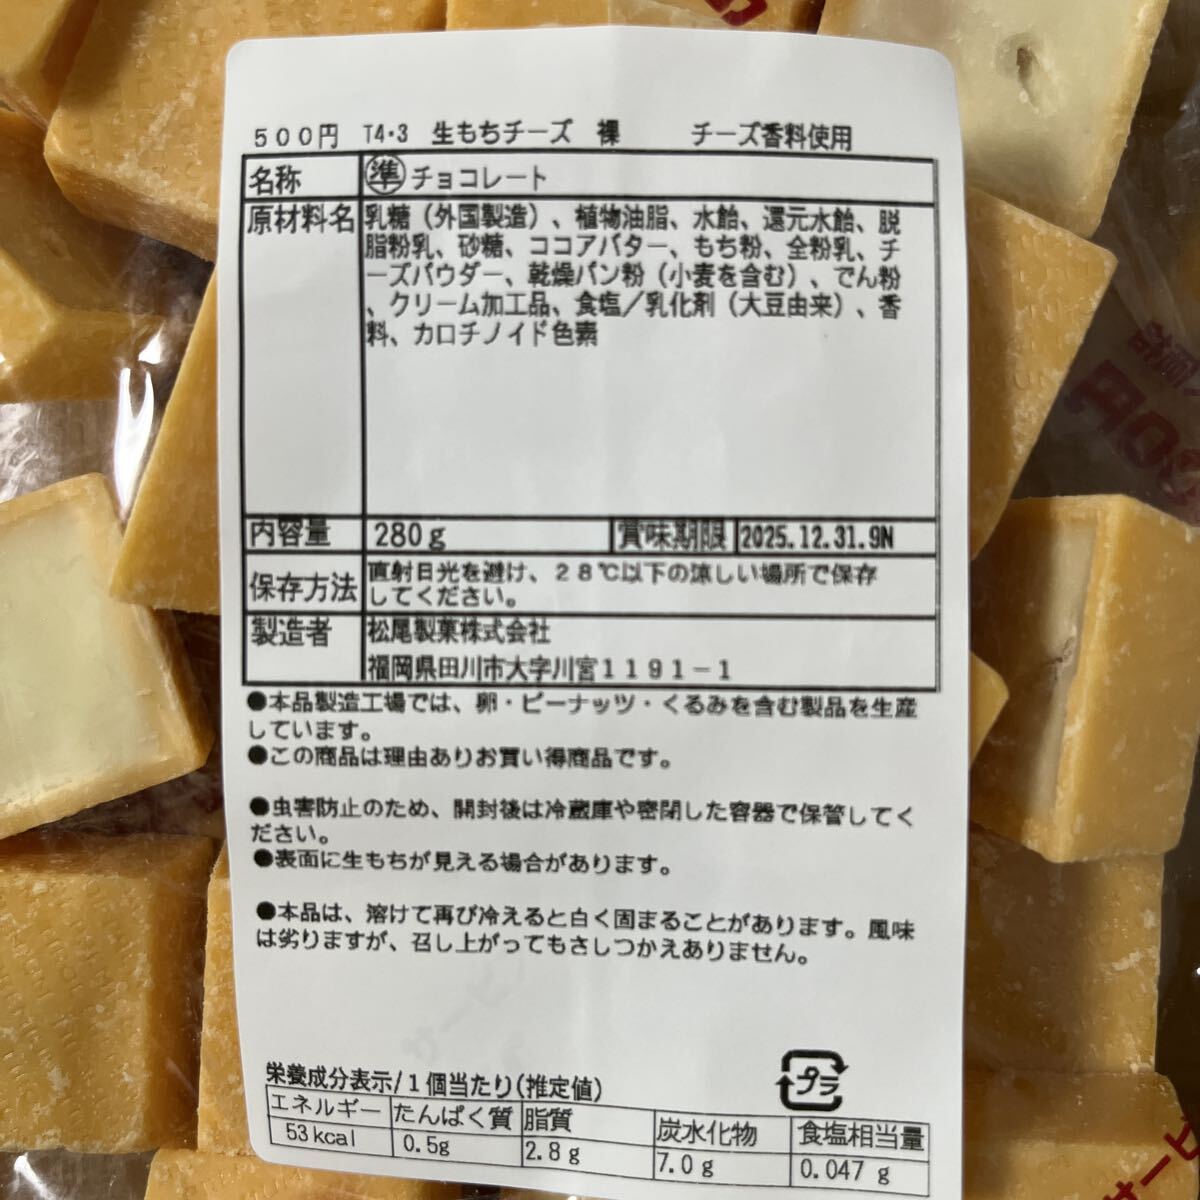 500円 T4・3 生もちチーズ 裸 チーズ香料使用
名称 ㊜チョコレート
原材料名 乳糖（外国製造）、植物油脂、水飴、還元水飴、脱
脂粉乳、砂糖、ココアバター、もち粉、全粉乳、チ
ーズパウダー、乾燥パン粉（小麦を含む）、でん粉
、クリーム加工品、食塩／乳化剤（大豆由来）、香
料、カロチノイド色素
内容量 280g 賞味期限 2025.12.31.9N
保存方法 直射日光を避け、28℃以下の涼しい場所で保存
してください。
製造者 松尾製菓株式会社
福岡県田川市大字川宮1191-1
●本品製造工場では、卵・ピーナッツ・くるみを含む製品を生産
しています。
●この商品は理由ありお買い得商品です。
●虫害防止のため、開封後は冷蔵庫や密閉した容器で保管してく
ださい。
●表面に生もちが見える場合があります。
●本品は、溶けて再び冷えると白く固まることがあります。風味
は劣りますが、召し上がってもさしつかえありません。
プラ
栄養成分表示/1個当たり(推定値)
エネルギー たんぱく質 脂質 炭水化物 食塩相当量
53kcal 0.5g 2.8g 7.0g 0.047g